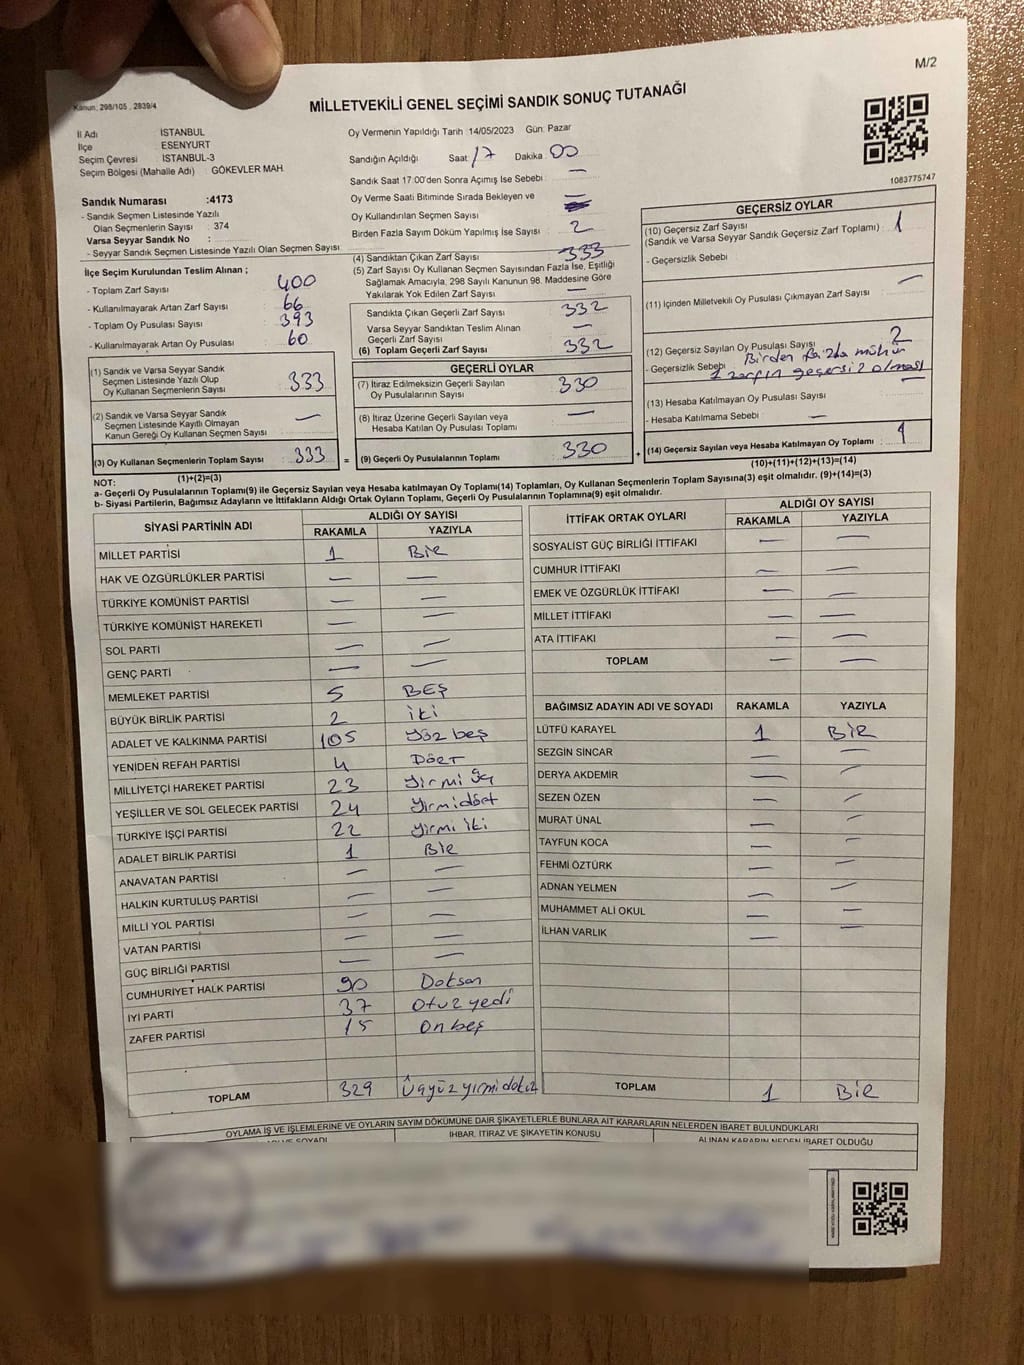 M/2
Kanun; 298/105 , 2839/4
MİLLETVEKİLİ GENEL SEÇİMİ SANDIK SONUÇ TUTANAĞI
İl Adı İSTANBUL
İlçe ESENYURT
Seçim Çevresi İSTANBUL-3
Seçim Bölgesi (Mahalle Adı) : GÖKEVLER MAH.
Sandık Numarası :4173
- Sandık Seçmen Listesinde Yazılı
Olan Seçmenlerin Sayısı : 374
Varsa Seyyar Sandık No :
- Seyyar Sandık Seçmen Listesinde Yazılı Olan Seçmen Sayısı :
İlçe Seçim Kurulundan Teslim Alınan ;
- Toplam Zarf Sayısı : 400
- Kullanılmayarak Artan Zarf Sayısı : 66
- Toplam Oy Pusulası Sayısı : 393
- Kullanılmayarak Artan Oy Pusulası : 60
(1) Sandık ve Varsa Seyyar Sandık
Seçmen Listesinde Yazılı Olup
Oy Kullanan Seçmenlerin Sayısı : 333
(2) Sandık ve Varsa Seyyar Sandık
Seçmen Listesinde Kayıtlı Olmayan
Kanun Gereği Oy Kullanan Seçmen Sayısı : —
(3) Oy Kullanan Seçmenlerin Toplam Sayısı : 333
(1)+(2)=(3)
Oy Vermenin Yapıldığı Tarih :14/05/2023 Gün: Pazar
Sandığın Açıldığı Saat : 17 Dakika : 00
Sandık Saat 17:00'den Sonra Açımış İse Sebebi : —
Oy Verme Saati Bitiminde Sırada Bekleyen ve
Oy Kullandırılan Seçmen Sayısı : —
Birden Fazla Sayım Döküm Yapılmış İse Sayısı : 2
(4) Sandıktan Çıkan Zarf Sayısı : 333
(5) Zarf Sayısı Oy Kullanan Seçmen Sayısından Fazla İse, Eşitliği
Sağlamak Amacıyla, 298 Sayılı Kanunun 98. Maddesine Göre
Yakılarak Yok Edilen Zarf Sayısı : —
Sandıkta Çıkan Geçerli Zarf Sayısı : 332
Varsa Seyyar Sandıktan Teslim Alınan
Geçerli Zarf Sayısı : —
(6) Toplam Geçerli Zarf Sayısı : 332
GEÇERLİ OYLAR
(7) İtiraz Edilmeksizin Geçerli Sayılan
Oy Pusulalarının Sayısı : 330
(8) İtiraz Üzerine Geçerli Sayılan veya
Hesaba Katılan Oy Pusulası Toplamı : —
= (9) Geçerli Oy Pusulalarının Toplamı : 330 +
1083775747
GEÇERSİZ OYLAR
(10) Geçersiz Zarf Sayısı
(Sandık ve Varsa Seyyar Sandık Geçersiz Zarf Toplamı) : 1
- Geçersizlik Sebebi :
(11) İçinden Milletvekili Oy Pusulası Çıkmayan Zarf Sayısı : —
(12) Geçersiz Sayılan Oy Pusulası Sayısı : 2
- Geçersizlik Sebebi : Birden fazla mühür
1 zarfın geçersiz olması
(13) Hesaba Katılmayan Oy Pusulası Sayısı :
- Hesaba Katılmama Sebebi : —
(14) Geçersiz Sayılan veya Hesaba Katılmayan Oy Toplamı : 1
(10)+(11)+(12)+(13)=(14)
NOT:
a- Geçerli Oy Pusulalarının Toplamı(9) ile Geçersiz Sayılan veya Hesaba katılmayan Oy Toplamı(14) Toplamları, Oy Kullanan Seçmenlerin Toplam Sayısına(3) eşit olmalıdır. (9)+(14)=(3)
b- Siyasi Partilerin, Bağımsız Adayların ve İttifakların Aldığı Ortak Oyların Toplamı, Geçerli Oy Pusulalarının Toplamına(9) eşit olmalıdır.
SİYASİ PARTİNİN ADI ALDIĞI OY SAYISI
RAKAMLA YAZIYLA
MİLLET PARTİSİ 1 Bir
HAK VE ÖZGÜRLÜKLER PARTİSİ — —
TÜRKİYE KOMÜNİST PARTİSİ — —
TÜRKİYE KOMÜNİST HAREKETİ — —
SOL PARTİ — —
GENÇ PARTİ — —
MEMLEKET PARTİSİ 5 BEŞ
BÜYÜK BİRLİK PARTİSİ 2 iki
ADALET VE KALKINMA PARTİSİ 105 Yüz beş
YENİDEN REFAH PARTİSİ 4 Dört
MİLLİYETÇİ HAREKET PARTİSİ 23 Yirmi üç
YEŞİLLER VE SOL GELECEK PARTİSİ 24 Yirmidört
TÜRKİYE İŞÇİ PARTİSİ 22 Yirmi iki
ADALET BİRLİK PARTİSİ 1 Bir
ANAVATAN PARTİSİ — —
HALKIN KURTULUŞ PARTİSİ — —
MİLLİ YOL PARTİSİ — —
VATAN PARTİSİ — —
GÜÇ BİRLİĞİ PARTİSİ — —
CUMHURİYET HALK PARTİSİ 90 Doksan
İYİ PARTİ 37 Otuz yedi
ZAFER PARTİSİ 15 On beş
TOPLAM 329 Üçyüz yirmidokuz
İTTİFAK ORTAK OYLARI ALDIĞI OY SAYISI
RAKAMLA YAZIYLA
SOSYALİST GÜÇ BİRLİĞİ İTTİFAKI — —
CUMHUR İTTİFAKI — —
EMEK VE ÖZGÜRLÜK İTTİFAKI — —
MİLLET İTTİFAKI — —
ATA İTTİFAKI — —
TOPLAM — —
BAĞIMSIZ ADAYIN ADI VE SOYADI RAKAMLA YAZIYLA
LÜTFÜ KARAYEL 1 BİR
SEZGİN SİNCAR — —
DERYA AKDEMİR — —
SEZEN ÖZEN — —
MURAT ÜNAL — —
TAYFUN KOCA — —
FEHMİ ÖZTÜRK — —
ADNAN YELMEN — —
MUHAMMET ALİ OKUL — —
İLHAN VARLIK — —
TOPLAM 1 Bir
OYLAMA İŞ VE İŞLEMLERİNE VE OYLARIN SAYIM DÖKÜMÜNE DAİR ŞİKAYETLERLE BUNLARA AİT KARARLARIN NELERDEN İBARET BULUNDUKLARI
ADI VE SOYADI İHBAR, İTİRAZ VE ŞİKAYETİN KONUSU ALINAN KARARIN NEDEN İBARET OLDUĞU